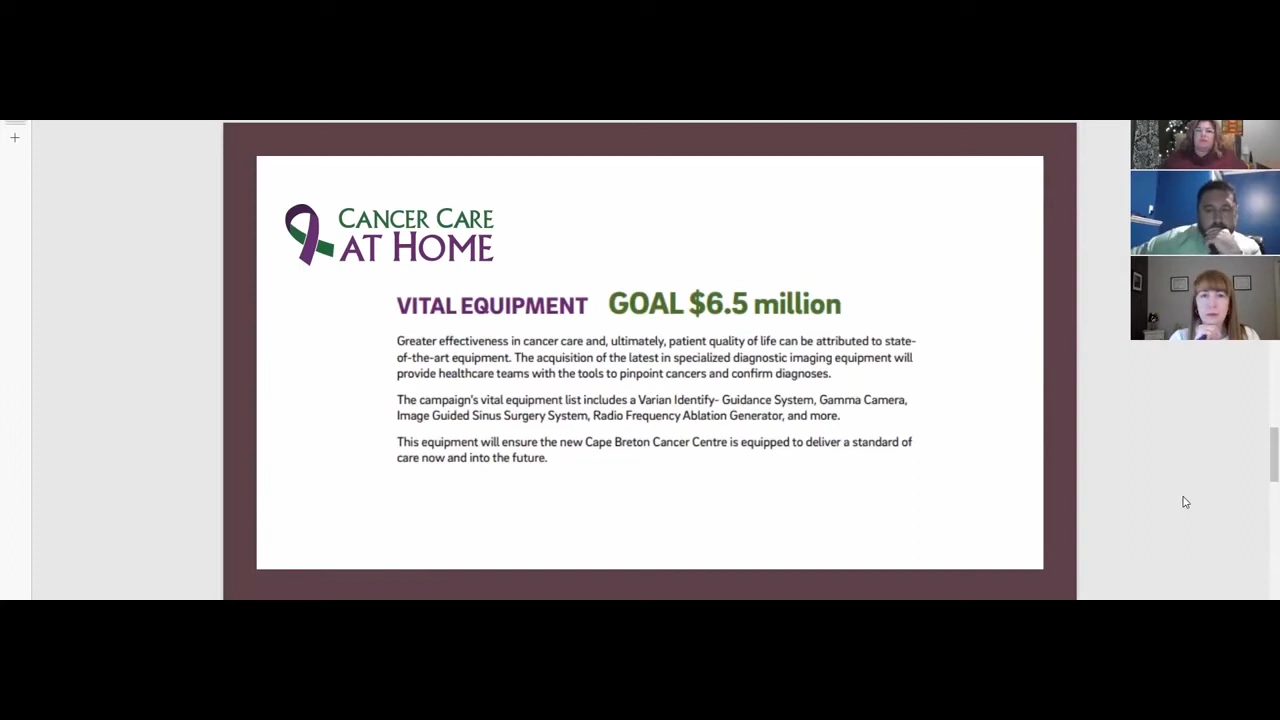 CANCER CARE
AT HOME
VITAL EQUIPMENT GOAL $6.5 million
Greater effectiveness in cancer care and, ultimately, patient quality of life can be attributed to state-
of-the-art equipment. The acquisition of the latest in specialized diagnostic imaging equipment will
provide healthcare teams with the tools to pinpoint cancers and confirm diagnoses.
The campaign's vital equipment list includes a Varian Identify- Guidance System, Gamma Camera,
Image Guided Sinus Surgery System, Radio Frequency Ablation Generator, and more.
This equipment will ensure the new Cape Breton Cancer Centre is equipped to deliver a standard of
care now and into the future.